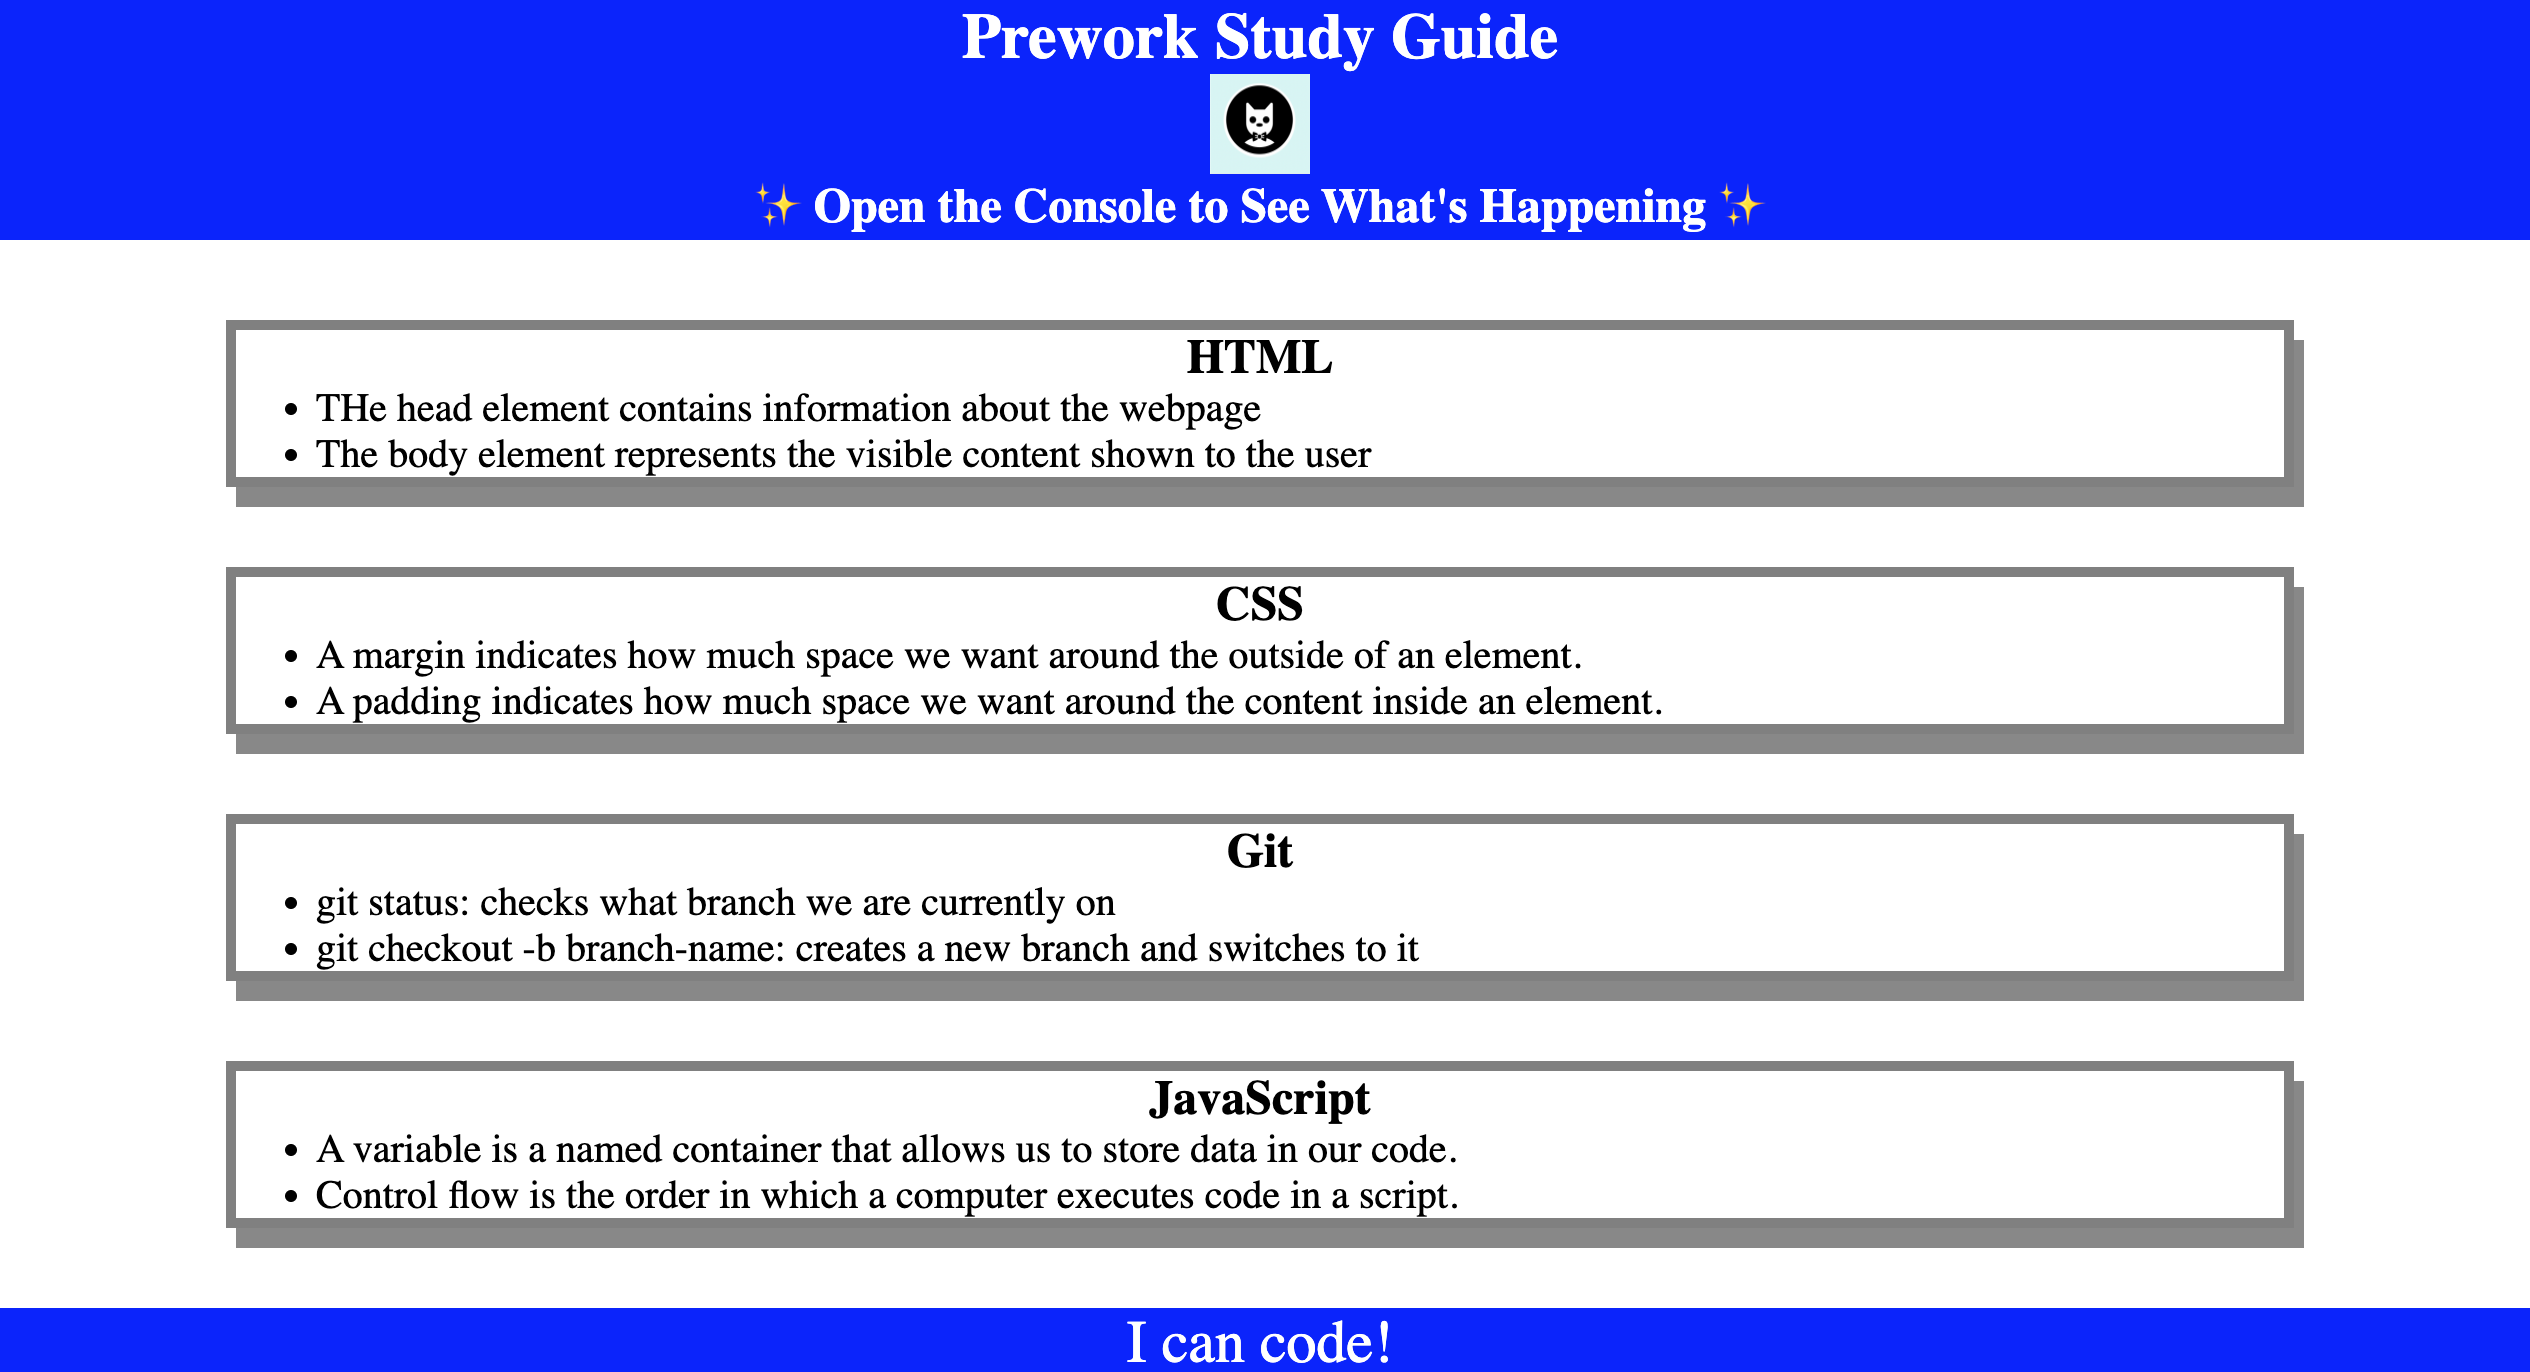 Prework Study Guide
✨ Open the Console to See What's Happening ✨
HTML
• THe head element contains information about the webpage
• The body element represents the visible content shown to the user
CSS
• A margin indicates how much space we want around the outside of an element.
• A padding indicates how much space we want around the content inside an element.
Git
• git status: checks what branch we are currently on
• git checkout -b branch-name: creates a new branch and switches to it
JavaScript
• A variable is a named container that allows us to store data in our code.
• Control flow is the order in which a computer executes code in a script.
I can code!